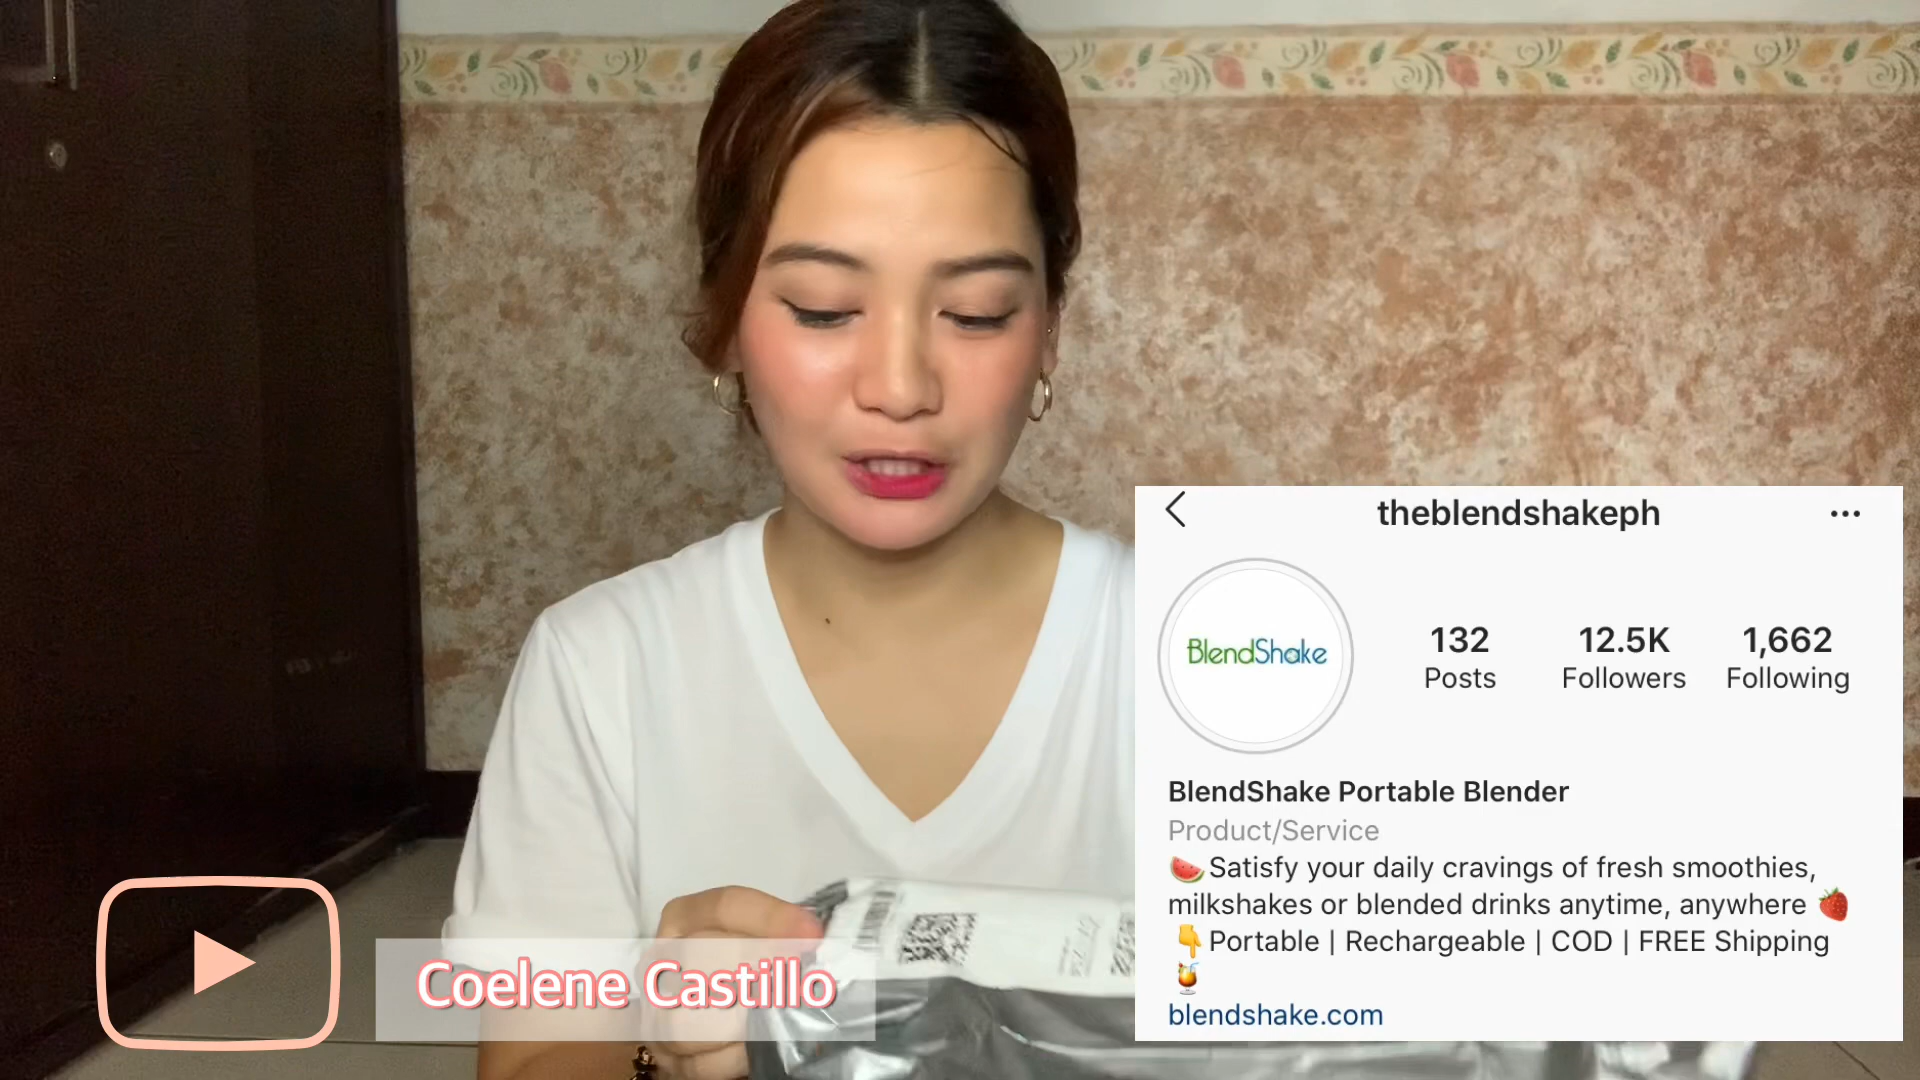 theblendshakeph
BlendShake
132
Posts
12.5K
Followers
1,662
Following
BlendShake Portable Blender
Product/Service
🍉Satisfy your daily cravings of fresh smoothies,
milkshakes or blended drinks anytime, anywhere 🍓
👇Portable | Rechargeable | COD | FREE Shipping
🍹
blendshake.com
Coelene Castillo